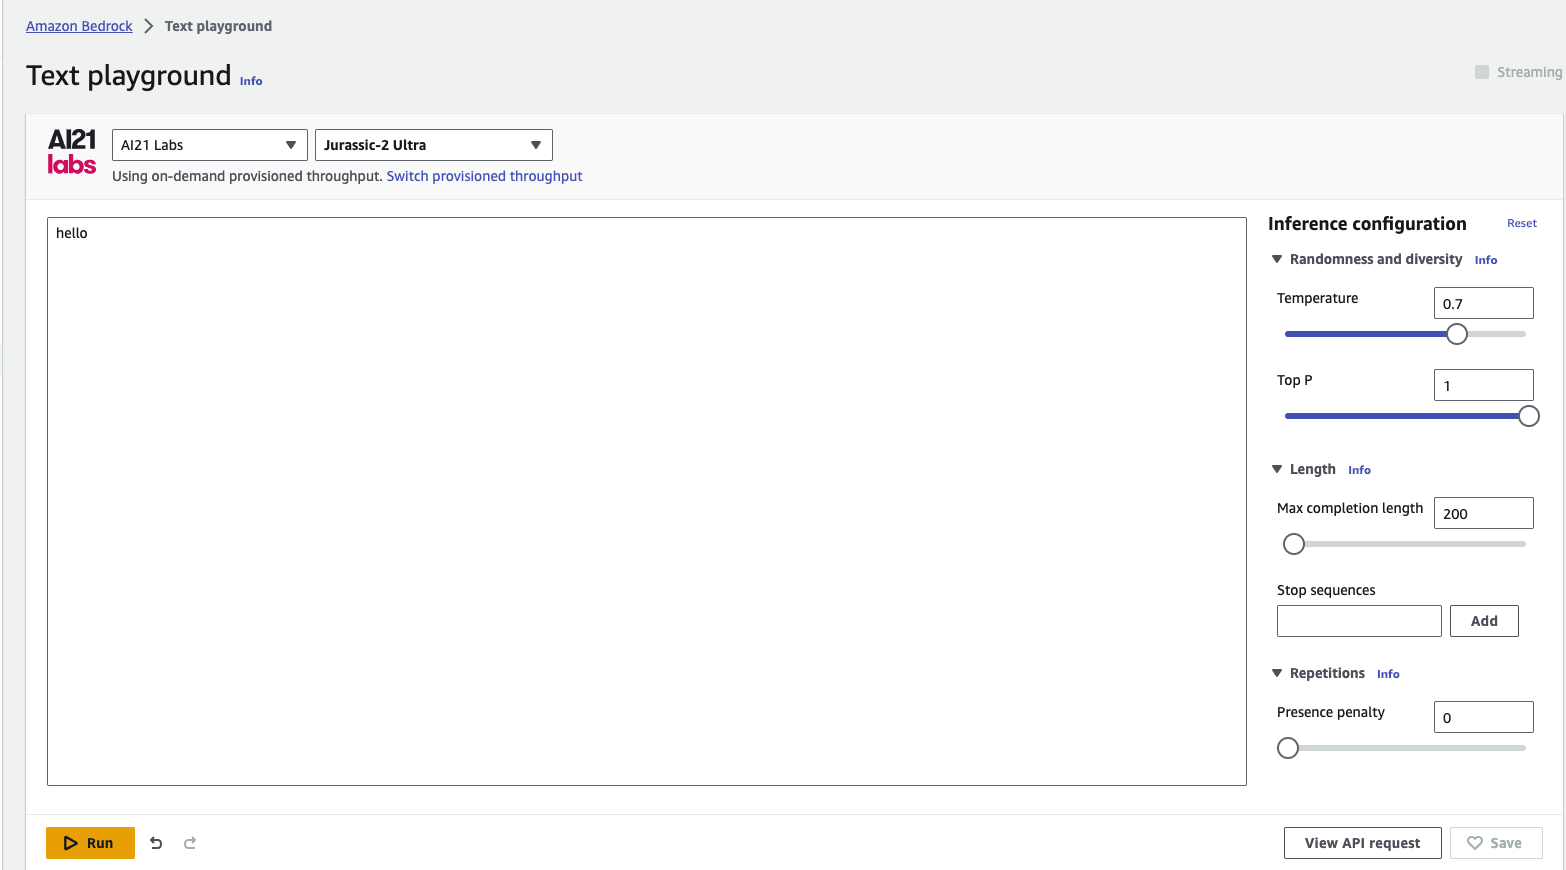 Amazon Bedrock > Text playground
Text playground Info
Streaming
AI21 labs
AI21 Labs
Jurassic-2 Ultra
Using on-demand provisioned throughput. Switch provisioned throughput
hello
Inference configuration Reset
Randomness and diversity Info
Temperature 0.7
Top P 1
Length Info
Max completion length 200
Stop sequences
Add
Repetitions Info
Presence penalty 0
Run
View API request
Save